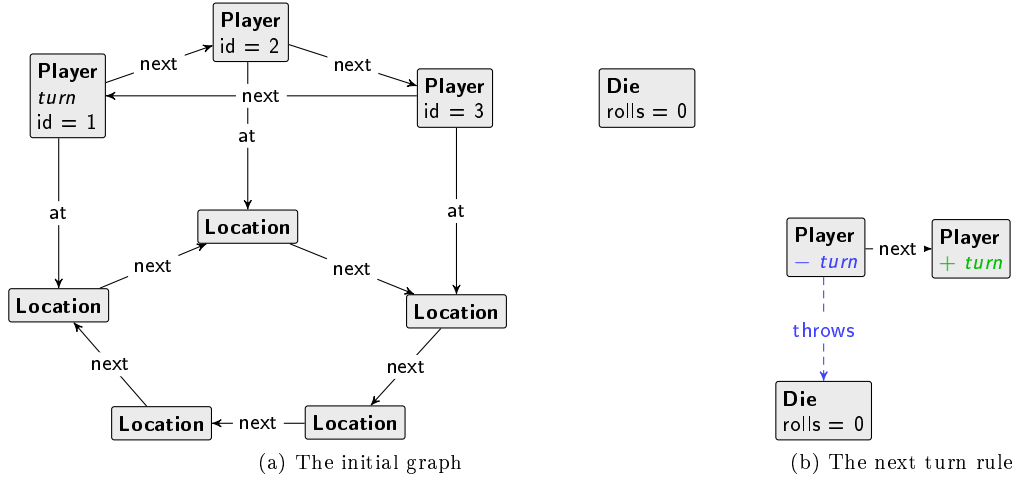 Player
id = 2
Player
turn
id = 1
next
next
Player
id = 3
next
Die
rolls = 0
at
at
at
Location
next
next
Location
Location
next
next
Location
next
Location
(a) The initial graph
Player
− turn
next
Player
+ turn
throws
Die
rolls = 0
(b) The next turn rule